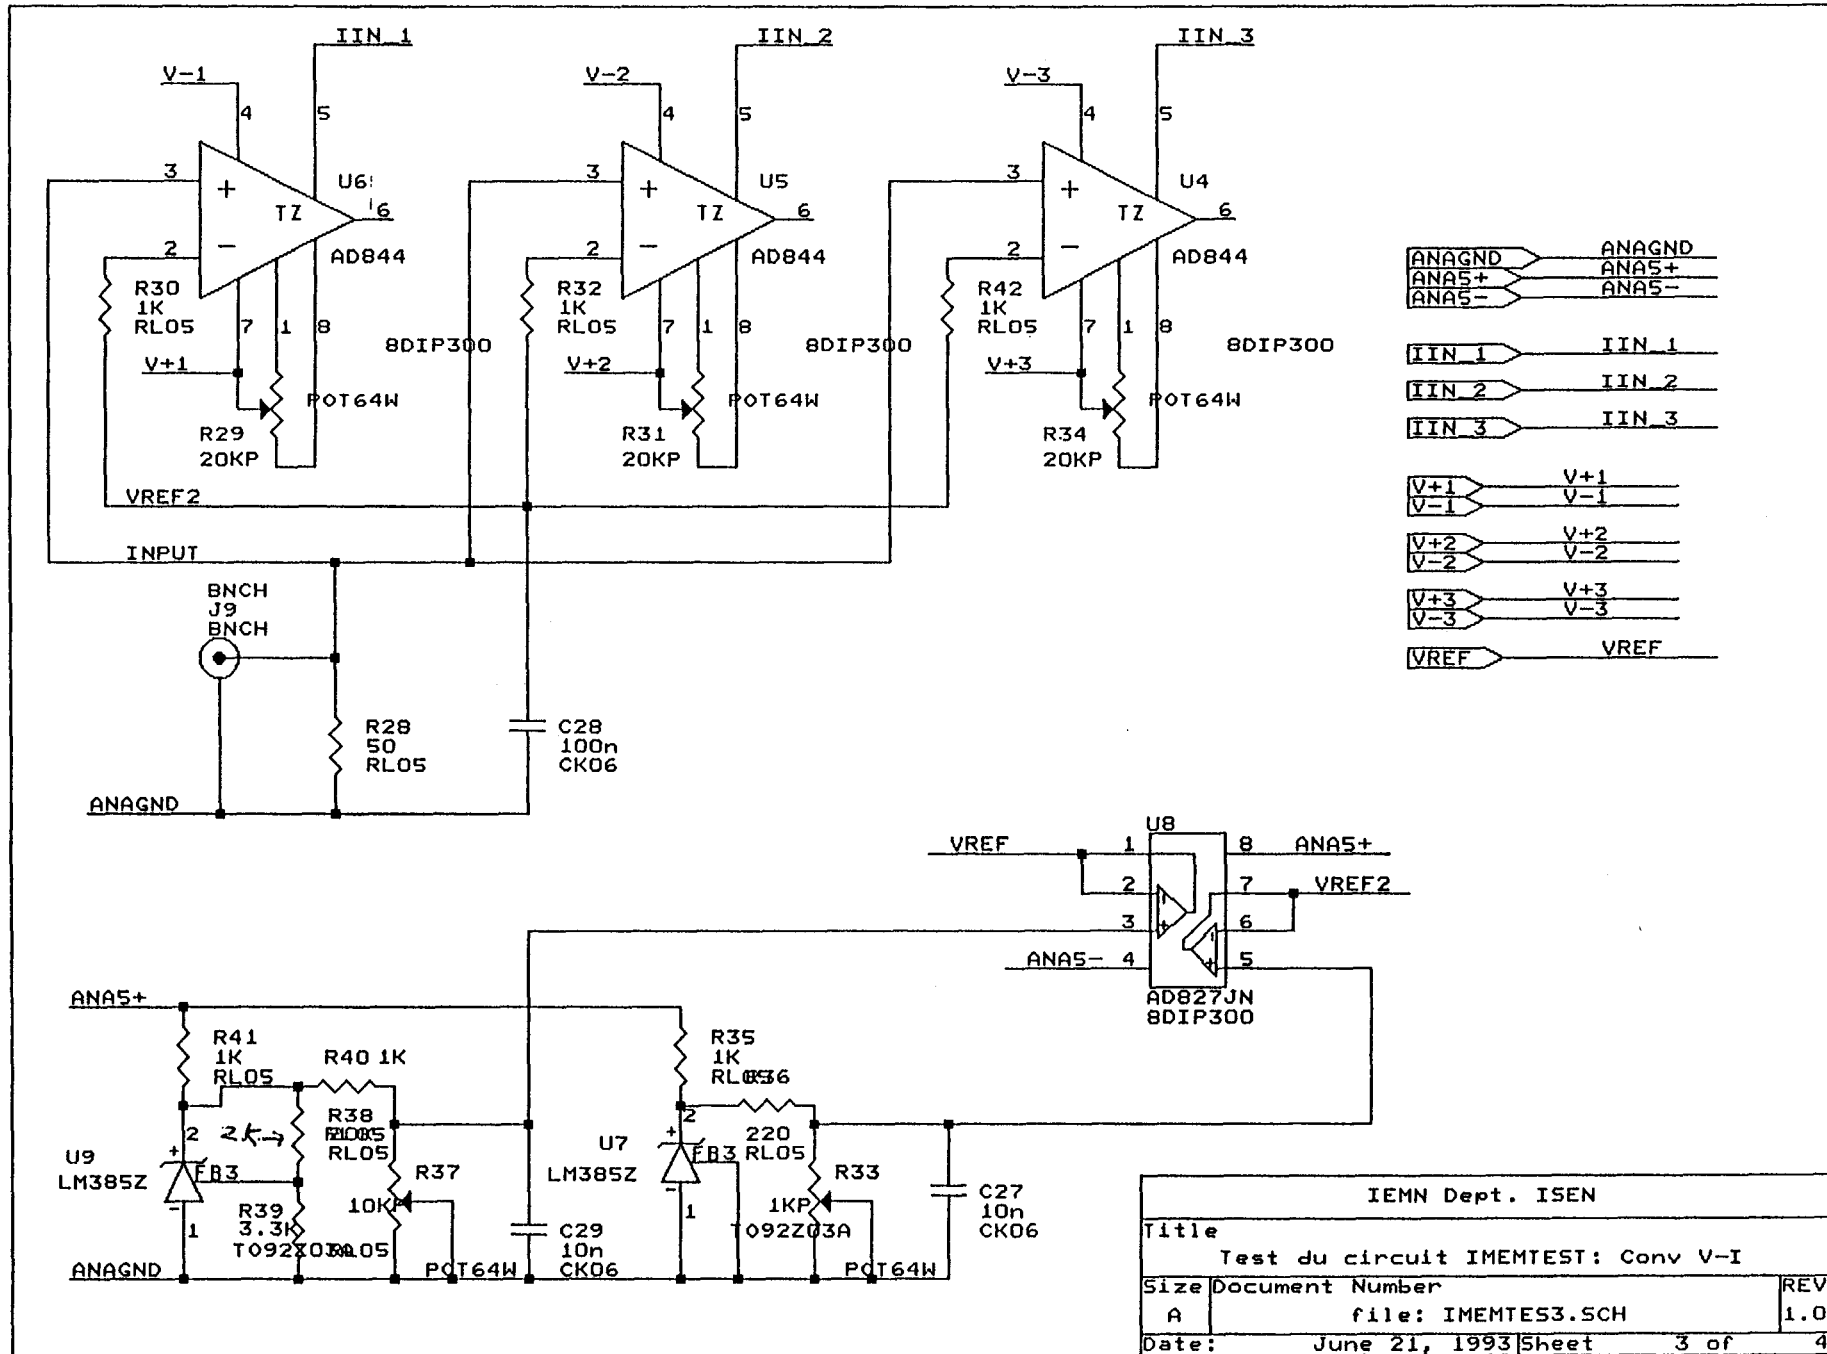 IIN_1
IIN_2
IIN_3
V-1
V-2
V-3
4
5
4
5
4
5
3
+
U6
TZ
6
2
−
AD844
3
+
U5
TZ
6
2
−
AD844
3
+
U4
TZ
6
2
−
AD844
R30
1K
RL05
7
1
8
8DIP300
R32
1K
RL05
7
1
8
8DIP300
R42
1K
RL05
7
1
8
8DIP300
V+1
POT64W
R29
20KP
V+2
POT64W
R31
20KP
V+3
POT64W
R34
20KP
VREF2
INPUT
BNCH
J9
BNCH
R28
50
RL05
C28
100n
CK06
ANAGND
ANAGND ANAGND
ANA5+ ANA5+
ANA5- ANA5-
IIN_1 IIN_1
IIN_2 IIN_2
IIN_3 IIN_3
V+1 V+1
V-1 V-1
V+2 V+2
V-2 V-2
V+3 V+3
V-3 V-3
VREF VREF
U8
VREF 1 8 ANA5+
2 7 VREF2
3 6
ANA5- 4 5
+ -
- +
AD827JN
8DIP300
ANA5+
R41
1K
RL05
R40 1K
R38
RL05
2K→
2
+
U9
LM385Z
FB3
-
1
R39
3.3K
TO92Z03A
RL05
R37
10KP
POT64W
C29
10n
CK06
ANAGND
R35
1K
RL05
R36
220
RL05
2
+
U7
LM385Z
FB3
-
1
R33
1KP
TO92Z03A
POT64W
C27
10n
CK06
IEMN Dept. ISEN
Title
Test du circuit IMEMTEST: Conv V-I
Size Document Number REV
A file: IMEMTES3.SCH 1.0
Date: June 21, 1993 Sheet 3 of 4